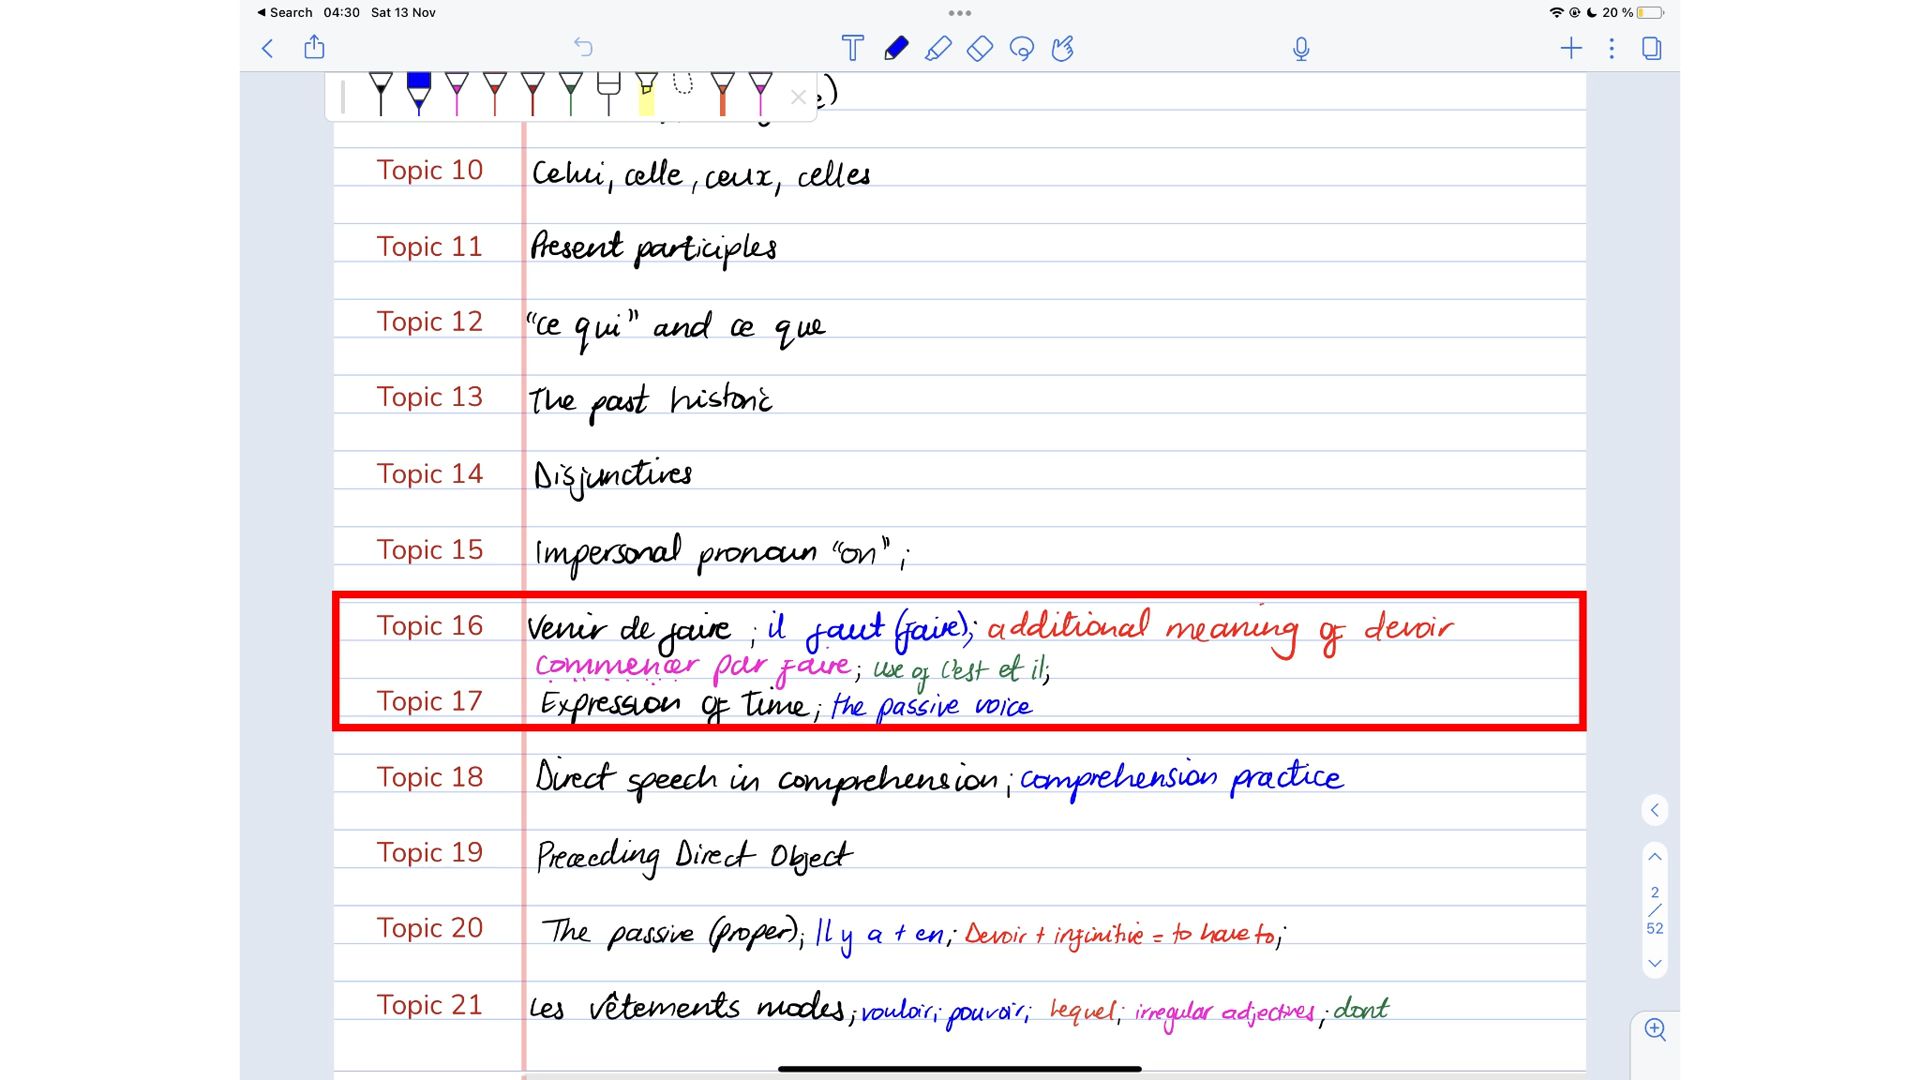 Search 04:30 Sat 13 Nov
20 %
Topic 10 Celui, celle, ceux, celles
Topic 11 Present participles
Topic 12 "ce qui" and ce que
Topic 13 The past historic
Topic 14 Disjunctives
Topic 15 Impersonal pronoun "on" ;
Topic 16 Venir de faire ; il faut (faire); additional meaning of devoir
commencer par faire; use of C'est et il;
Topic 17 Expression of Time; the passive voice
Topic 18 Direct speech in comprehension; comprehension practice
Topic 19 Preceeding Direct Object
Topic 20 The passive (proper); Il y a + en; Devoir + infinitive = to have to;
Topic 21 Les vêtements modes; vouloir; pouvoir; lequel; irregular adjectives; dont
2
/
52